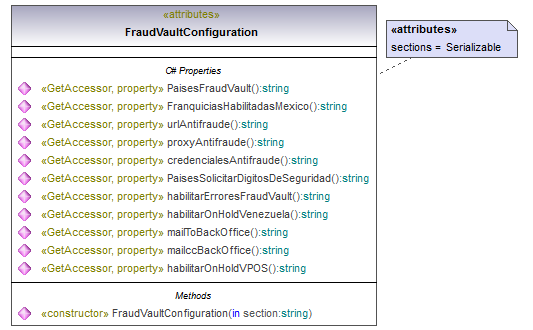 «attributes»
FraudVaultConfiguration
C# Properties
«GetAccessor, property» PaisesFraudVault():string
«GetAccessor, property» FranquiciasHabilitadasMexico():string
«GetAccessor, property» urlAntifraude():string
«GetAccessor, property» proxyAntifraude():string
«GetAccessor, property» credencialesAntifraude():string
«GetAccessor, property» PaisesSolicitarDigitosDeSeguridad():string
«GetAccessor, property» habilitarErroresFraudVault():string
«GetAccessor, property» habilitarOnHoldVenezuela():string
«GetAccessor, property» mailToBackOffice():string
«GetAccessor, property» mailccBackOffice():string
«GetAccessor, property» habilitarOnHoldVPOS():string
Methods
«constructor» FraudVaultConfiguration(in section:string)
«attributes»
sections = Serializable